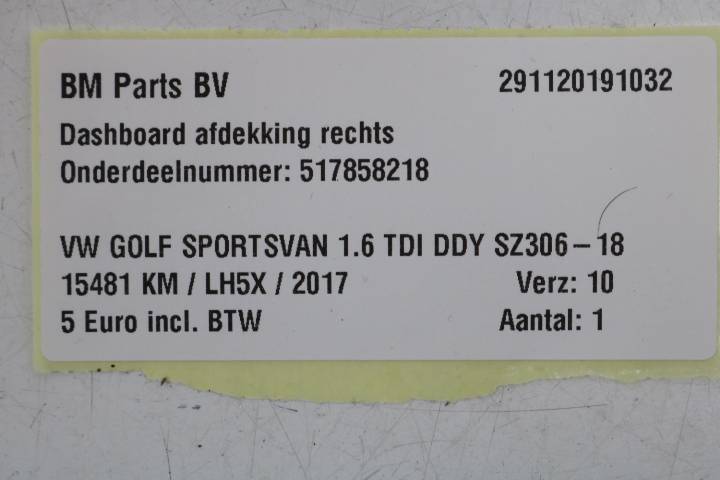 BM Parts BV 291120191032
Dashboard afdekking rechts
Onderdeelnummer: 517858218
VW GOLF SPORTSVAN 1.6 TDI DDY SZ306-18
15481 KM / LH5X / 2017 Verz: 10
5 Euro incl. BTW Aantal: 1